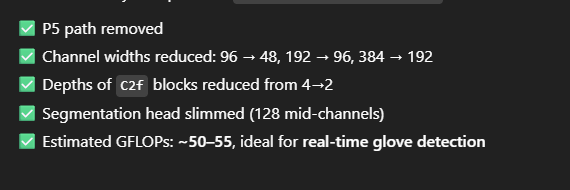 ✅ P5 path removed
✅ Channel widths reduced: 96 → 48, 192 → 96, 384 → 192
✅ Depths of C2f blocks reduced from 4→2
✅ Segmentation head slimmed (128 mid-channels)
✅ Estimated GFLOPs: ~50–55, ideal for real-time glove detection